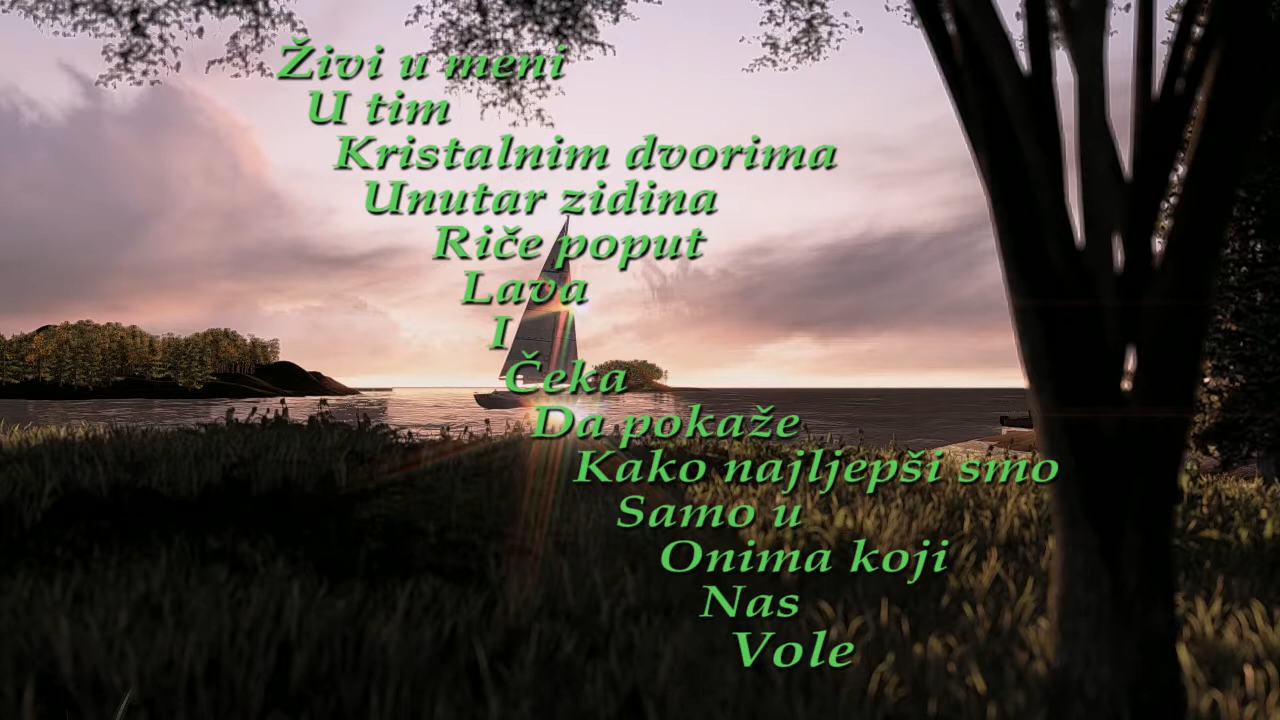 Živi u meni
U tim
Kristalnim dvorima
Unutar zidina
Riče poput
Lava
I
Čeka
Da pokaže
Kako najljepši smo
Samo u
Onima koji
Nas
Vole